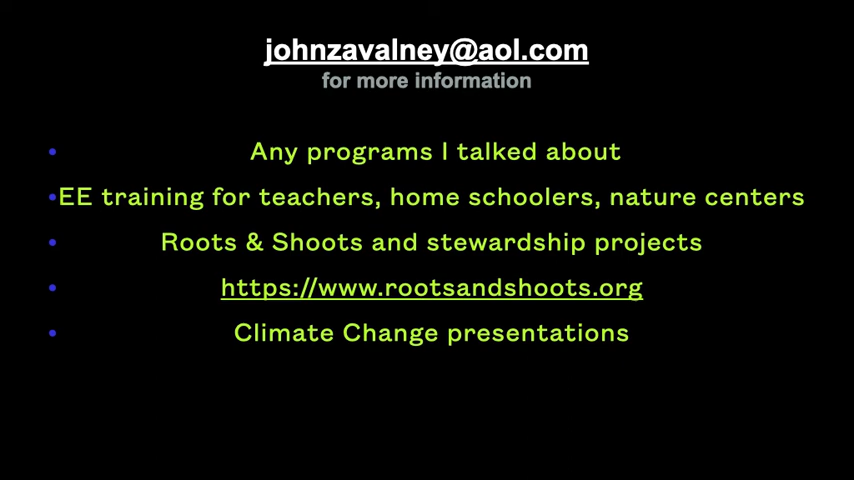 johnzavalney@aol.com
for more information
• Any programs I talked about
•EE training for teachers, home schoolers, nature centers
• Roots & Shoots and stewardship projects
• https://www.rootsandshoots.org
• Climate Change presentations